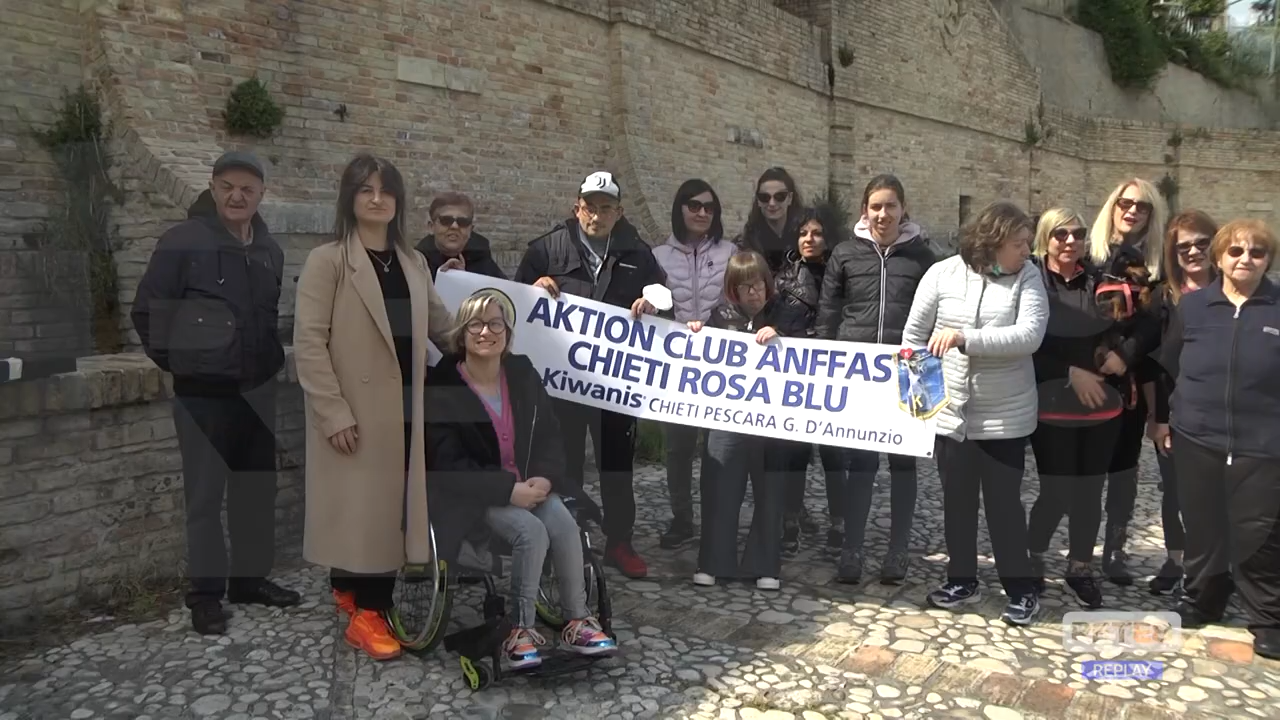 AKTION CLUB ANFFAS
CHIETI ROSA BLU
Kiwanis CHIETI PESCARA G. D'Annunzio
K
REPLAY